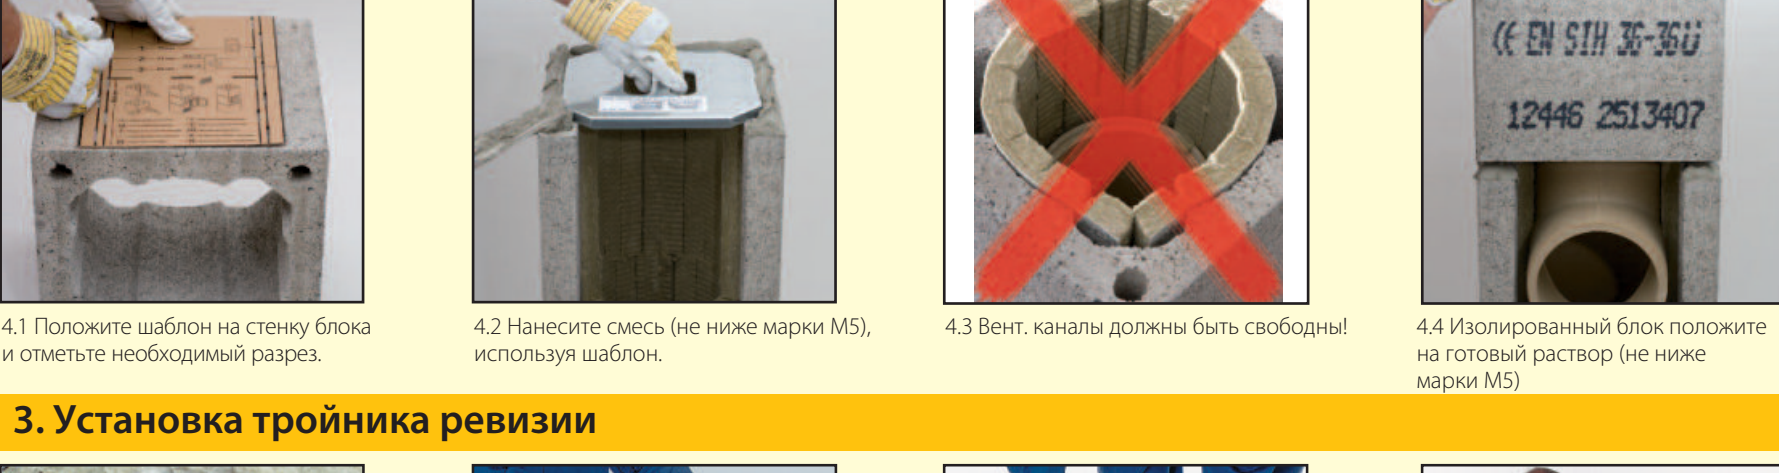 CE EN STH 36-36Ü
12446 2513407
4.1 Положите шаблон на стенку блока
и отметьте необходимый разрез.
4.2 Нанесите смесь (не ниже марки М5),
используя шаблон.
4.3 Вент. каналы должны быть свободны!
4.4 Изолированный блок положите
на готовый раствор (не ниже
марки М5)
3. Установка тройника ревизии